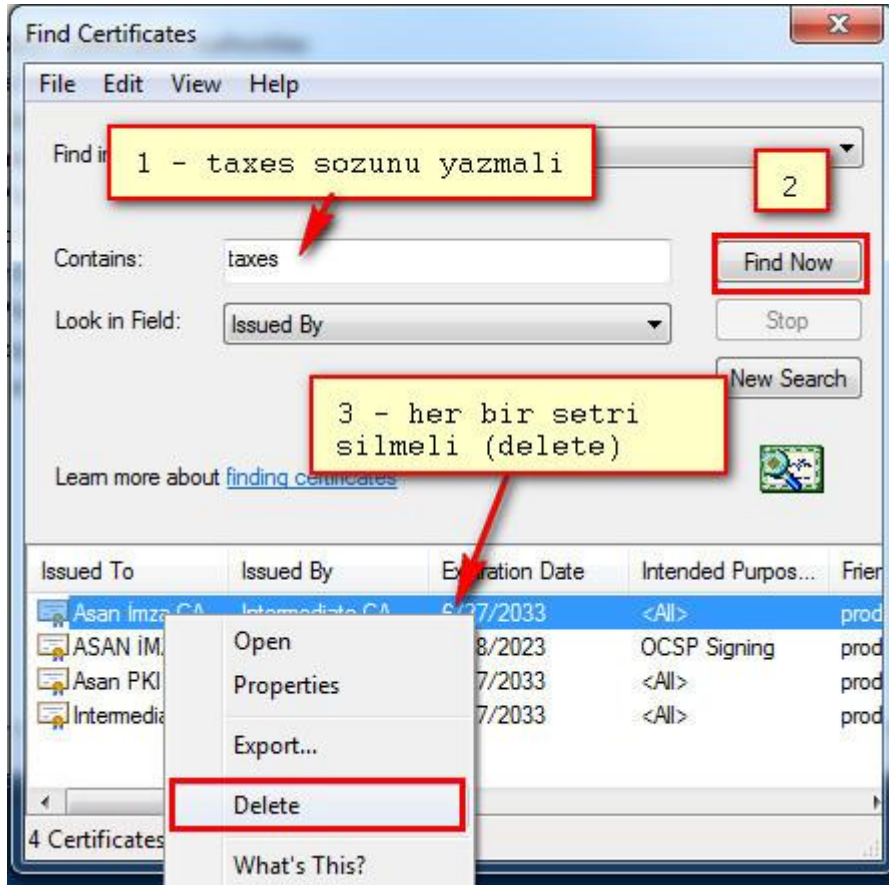 Find Certificates
File Edit View Help
Find in
1 - taxes sozunu yazmali
2
Contains: taxes Find Now
Look in Field: Issued By Stop
New Search
3 - her bir setri
silmeli (delete)
Learn more about finding certificates
Issued To Issued By Expiration Date Intended Purpos... Frien
Asan İmza CA Intermediate CA 6/27/2033 <All> prod
ASAN İM 8/2023 OCSP Signing prod
Asan PKI 7/2033 <All> prod
Intermedia 7/2033 <All> prod
Open
Properties
Export...
Delete
What's This?
4 Certificates